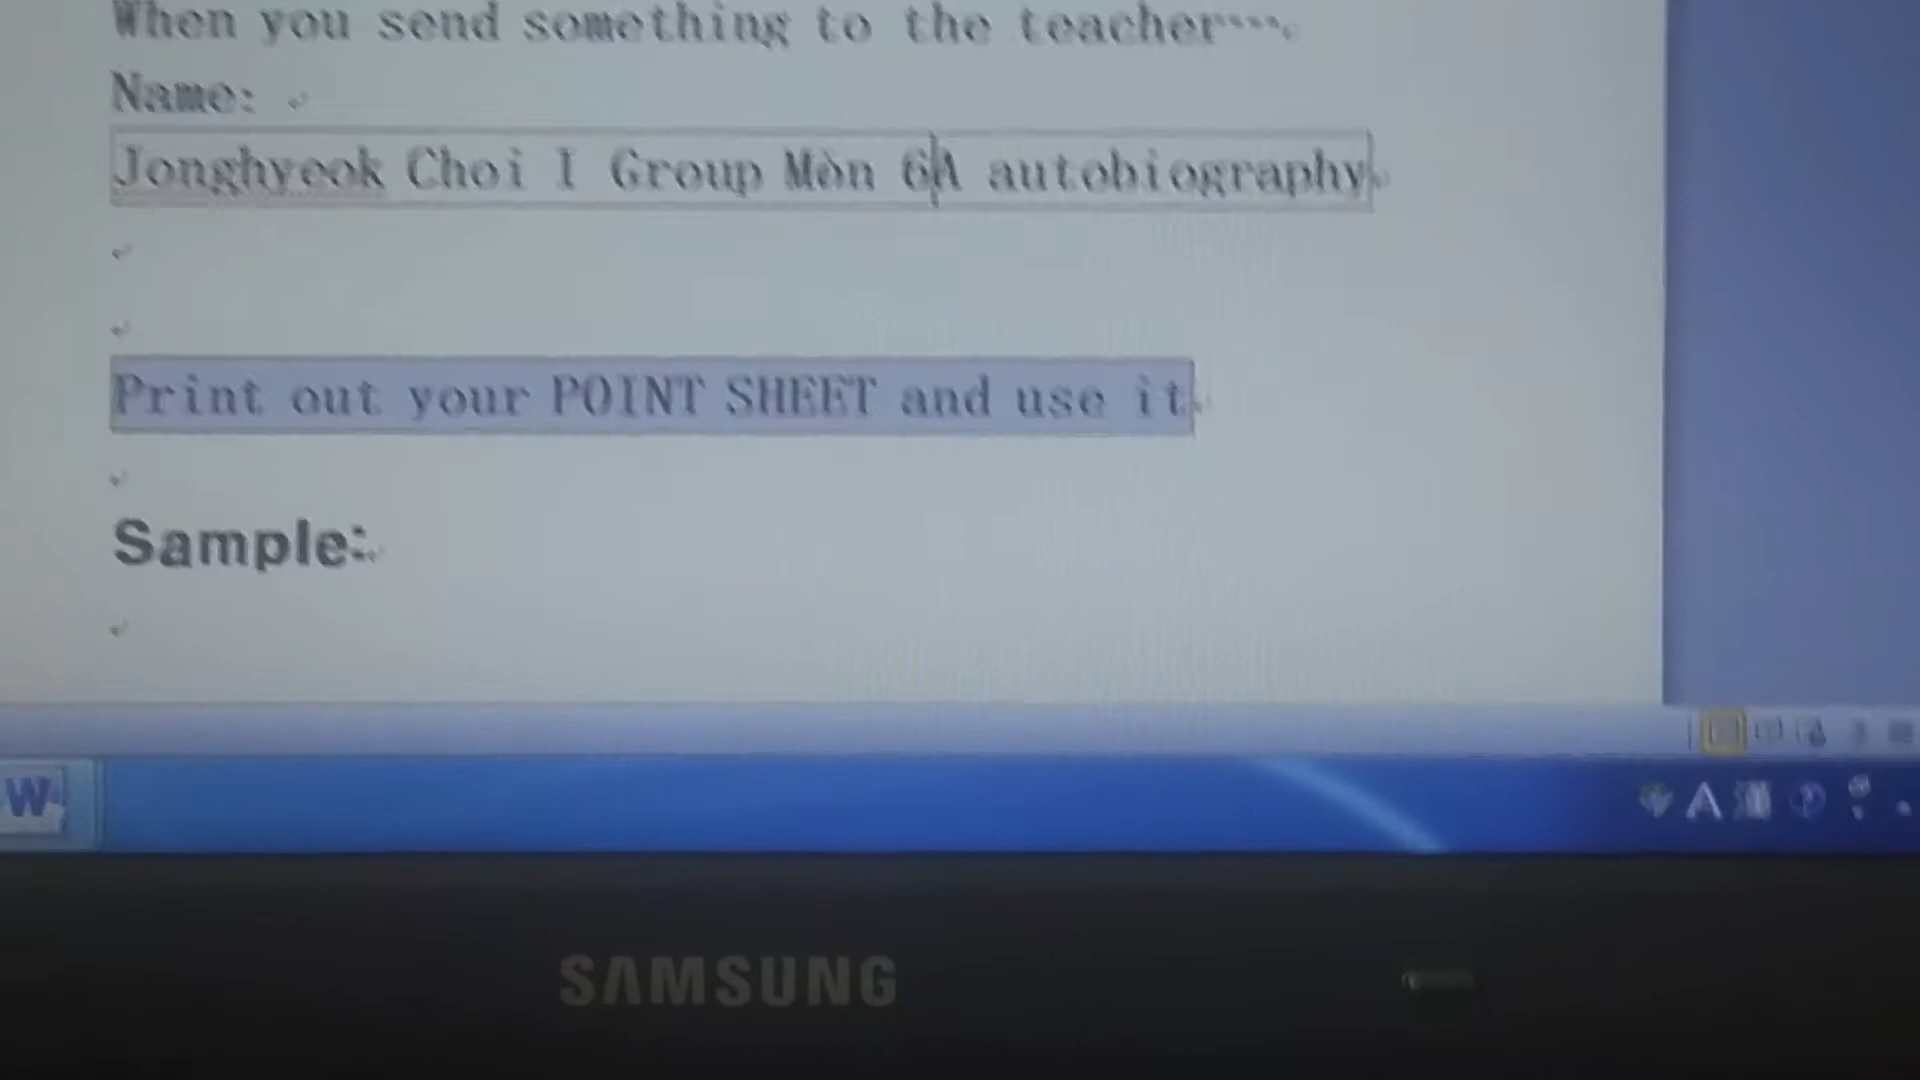 When you send something to the teacher…
Name:
Jonghyeok Choi I Group Mon 6A autobiography
Print out your POINT SHEET and use it
Sample:
W
A
SAMSUNG